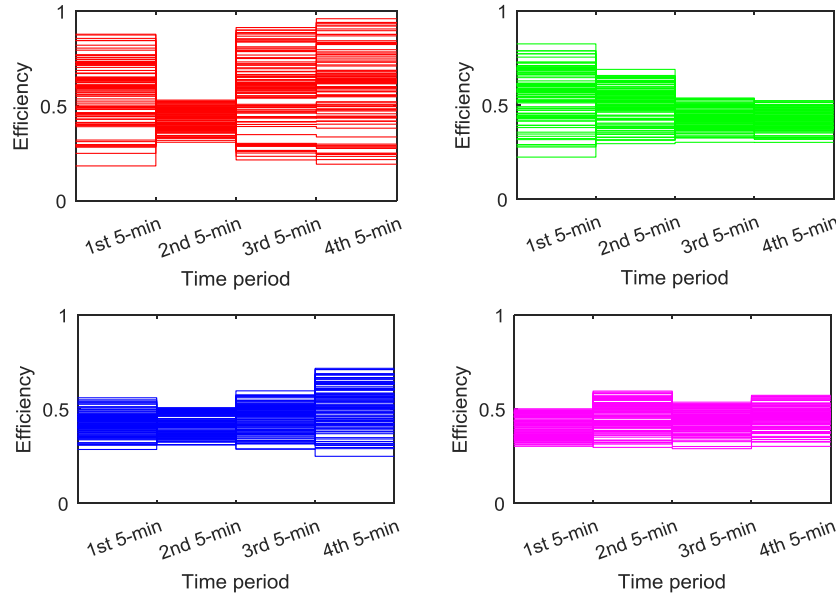 1
0.5
0
Efficiency
1st 5-min
2nd 5-min
3rd 5-min
4th 5-min
Time period
1
0.5
0
Efficiency
1st 5-min
2nd 5-min
3rd 5-min
4th 5-min
Time period
1
0.5
0
Efficiency
1st 5-min
2nd 5-min
3rd 5-min
4th 5-min
Time period
1
0.5
0
Efficiency
1st 5-min
2nd 5-min
3rd 5-min
4th 5-min
Time period